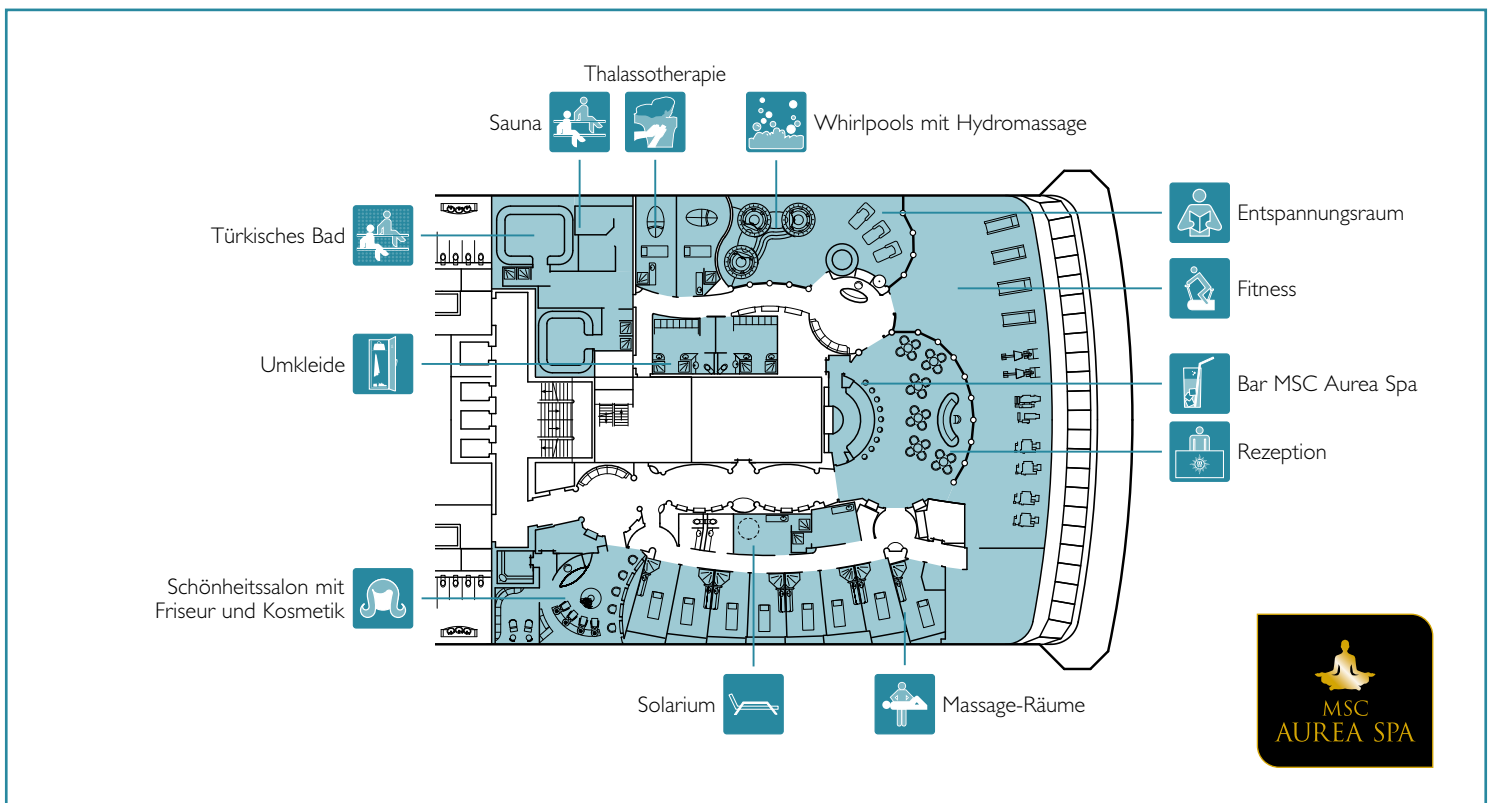 Thalassotherapie
Sauna
Whirlpools mit Hydromassage
Türkisches Bad
Entspannungsraum
Fitness
Umkleide
Bar MSC Aurea Spa
Rezeption
Schönheitssalon mit
Friseur und Kosmetik
Solarium
Massage-Räume
MSC
AUREA SPA